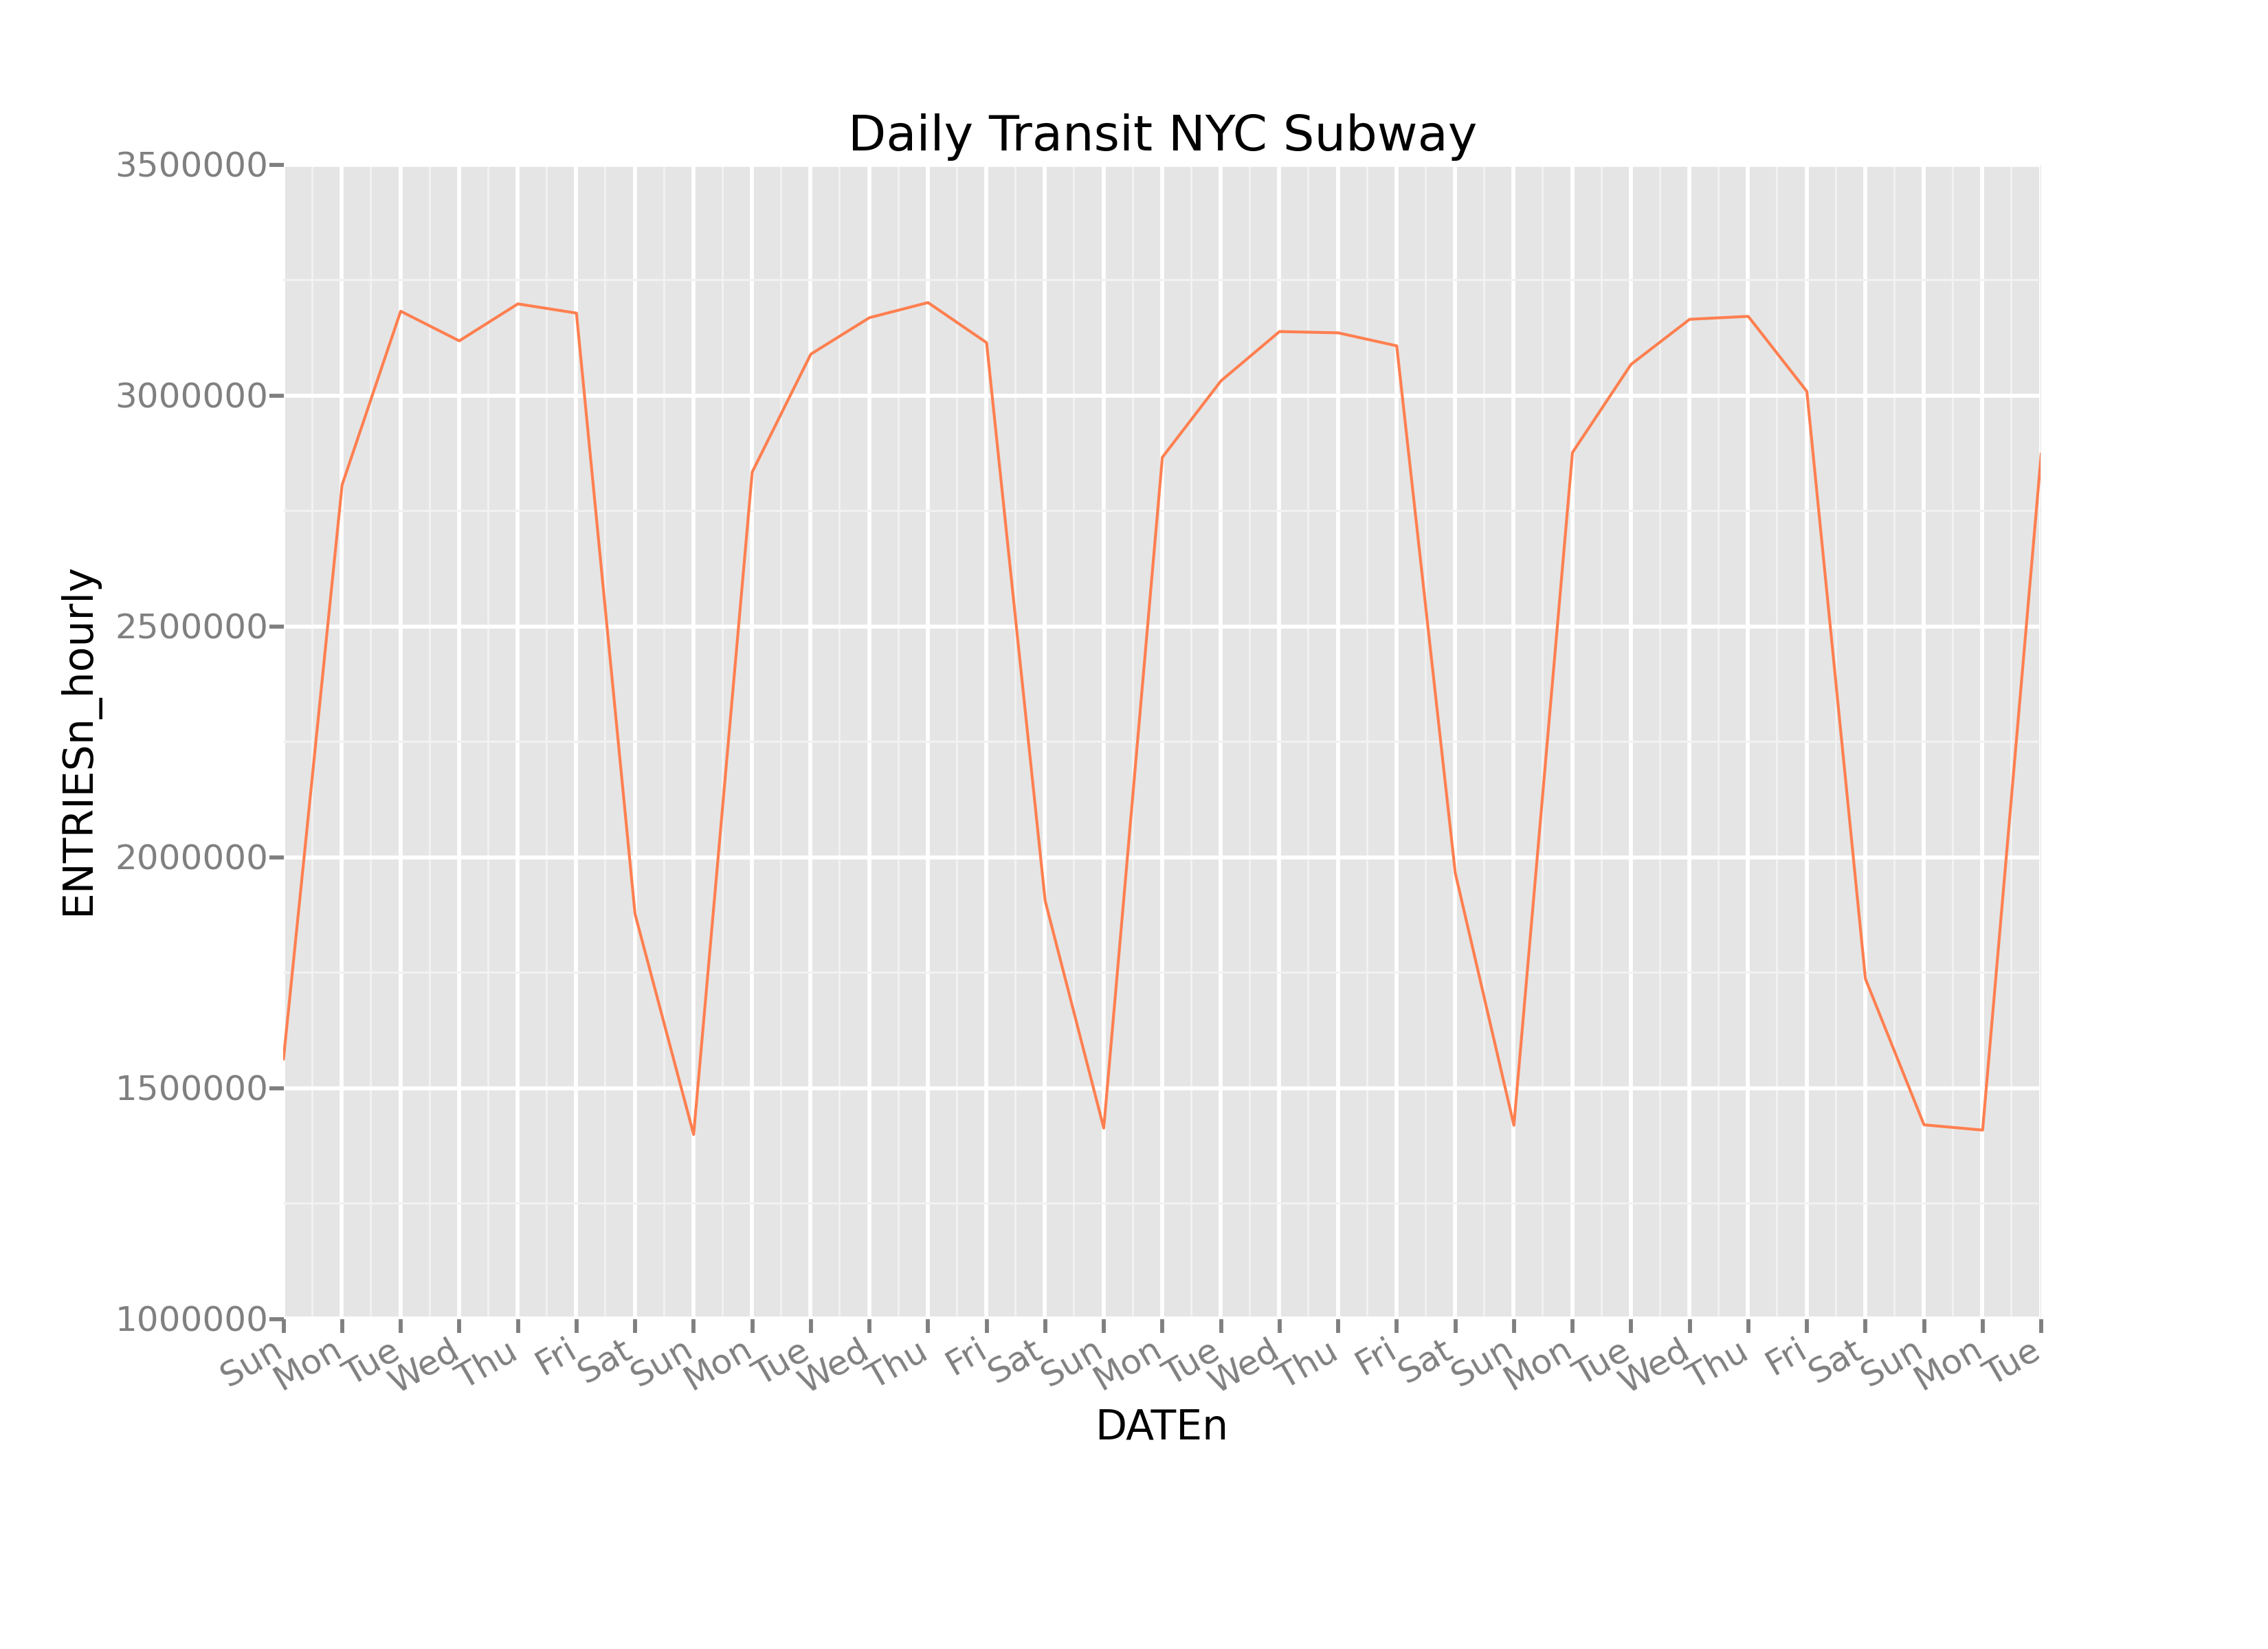 Daily Transit NYC Subway
3500000
3000000
2500000
2000000
1500000
1000000
ENTRIESn_hourly
Sun Mon Tue Wed Thu Fri Sat Sun Mon Tue Wed Thu Fri Sat Sun Mon Tue Wed Thu Fri Sat Sun Mon Tue Wed Thu Fri Sat Sun Mon Tue
DATEn